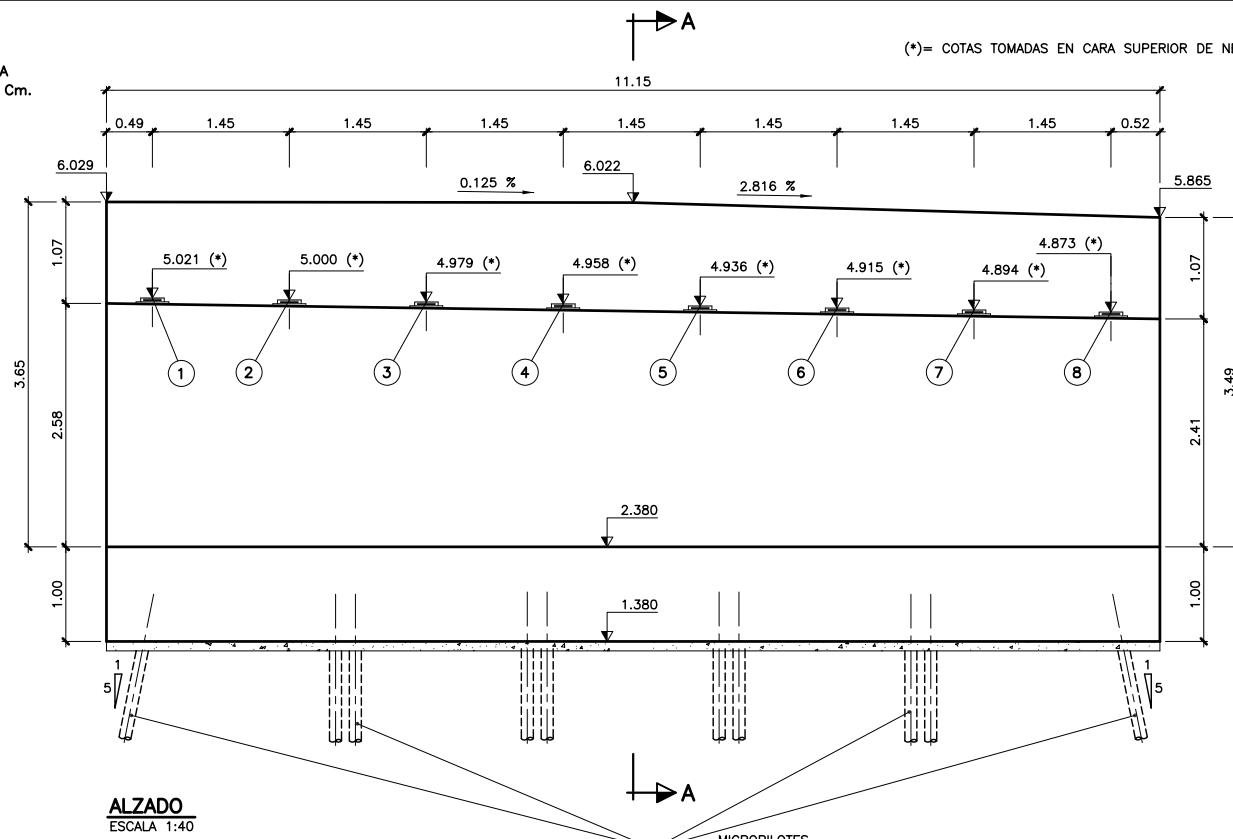 A
(*)= COTAS TOMADAS EN CARA SUPERIOR DE
A
Cm.
11.15
0.49 1.45 1.45 1.45 1.45 1.45 1.45 1.45 0.52
6.029
0.125 %
6.022
2.816 %
5.865
1.07
5.021 (*)
5.000 (*)
4.979 (*)
4.958 (*)
4.936 (*)
4.915 (*)
4.894 (*)
4.873 (*)
1.07
1 2 3 4 5 6 7 8
3.65
2.58
2.41
3.49
2.380
1.00
1.380
1.00
1
5
1
5
A
ALZADO
ESCALA 1:40
MICROPILOTES